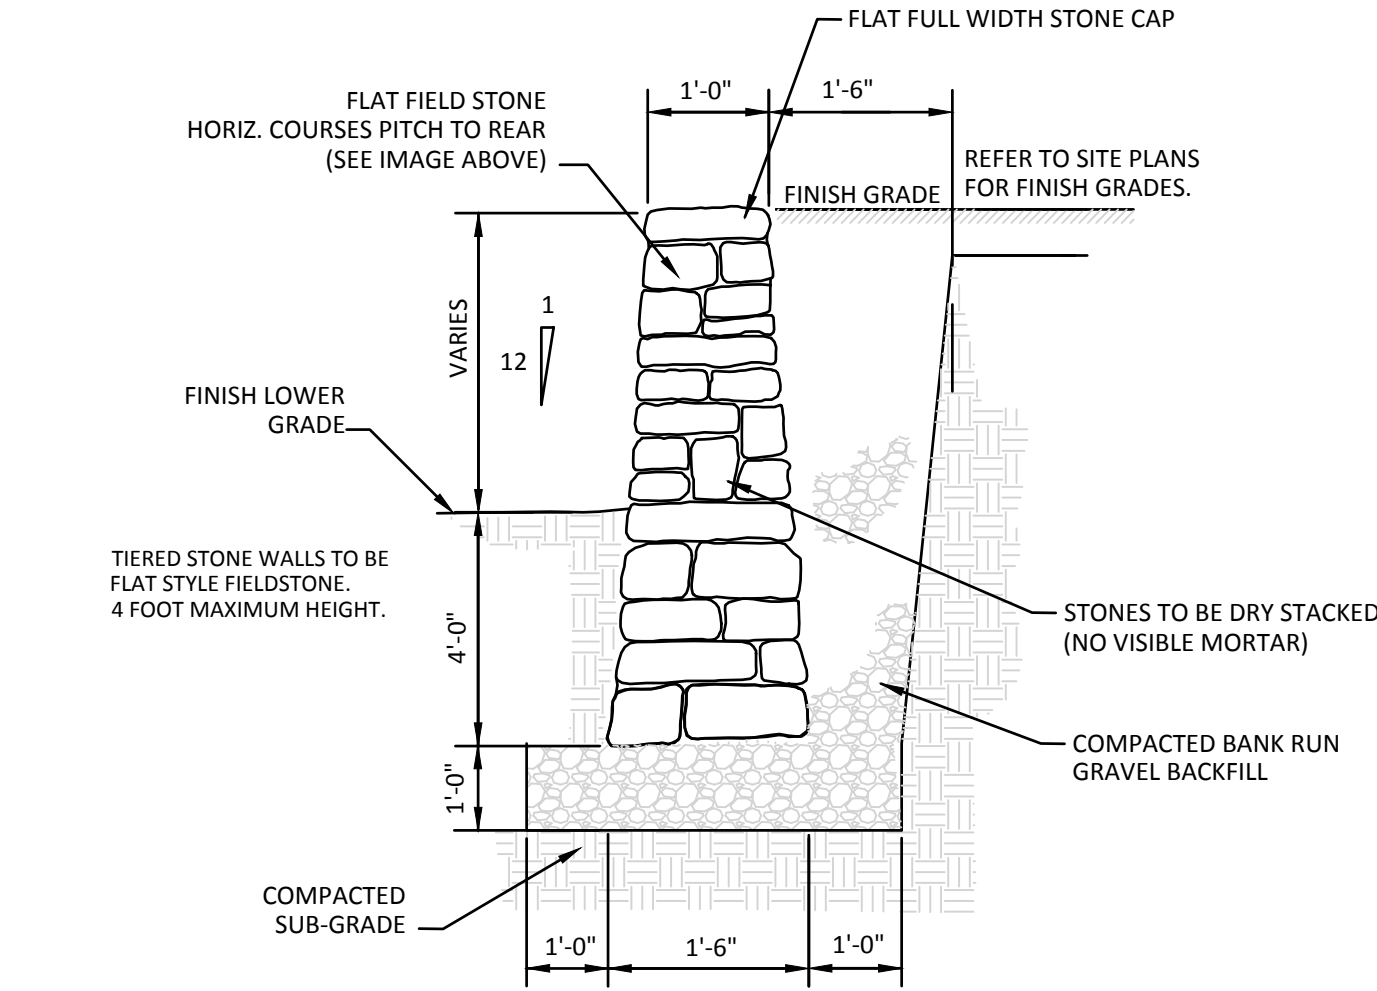 FLAT FULL WIDTH STONE CAP
1'-0"
1'-6"
FLAT FIELD STONE
HORIZ. COURSES PITCH TO REAR
(SEE IMAGE ABOVE)
REFER TO SITE PLANS
FOR FINISH GRADES.
FINISH GRADE
VARIES
1
12
FINISH LOWER
GRADE
TIERED STONE WALLS TO BE
FLAT STYLE FIELDSTONE.
4 FOOT MAXIMUM HEIGHT.
4'-0"
STONES TO BE DRY STACKED
(NO VISIBLE MORTAR)
COMPACTED BANK RUN
GRAVEL BACKFILL
1'-0"
COMPACTED
SUB-GRADE
1'-0"
1'-6"
1'-0"